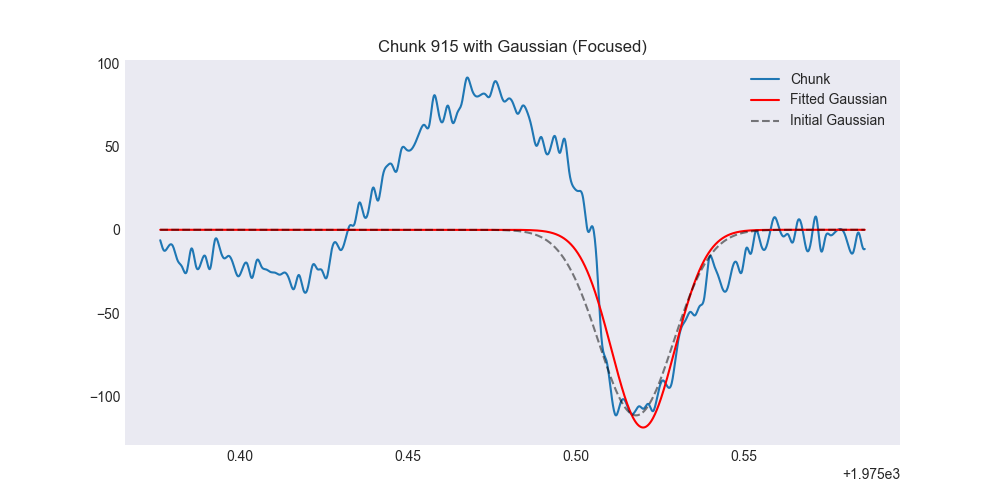 Chunk 915 with Gaussian (Focused)
Chunk
Fitted Gaussian
Initial Gaussian
100
50
0
−50
−100
0.40 0.45 0.50 0.55
+1.975e3